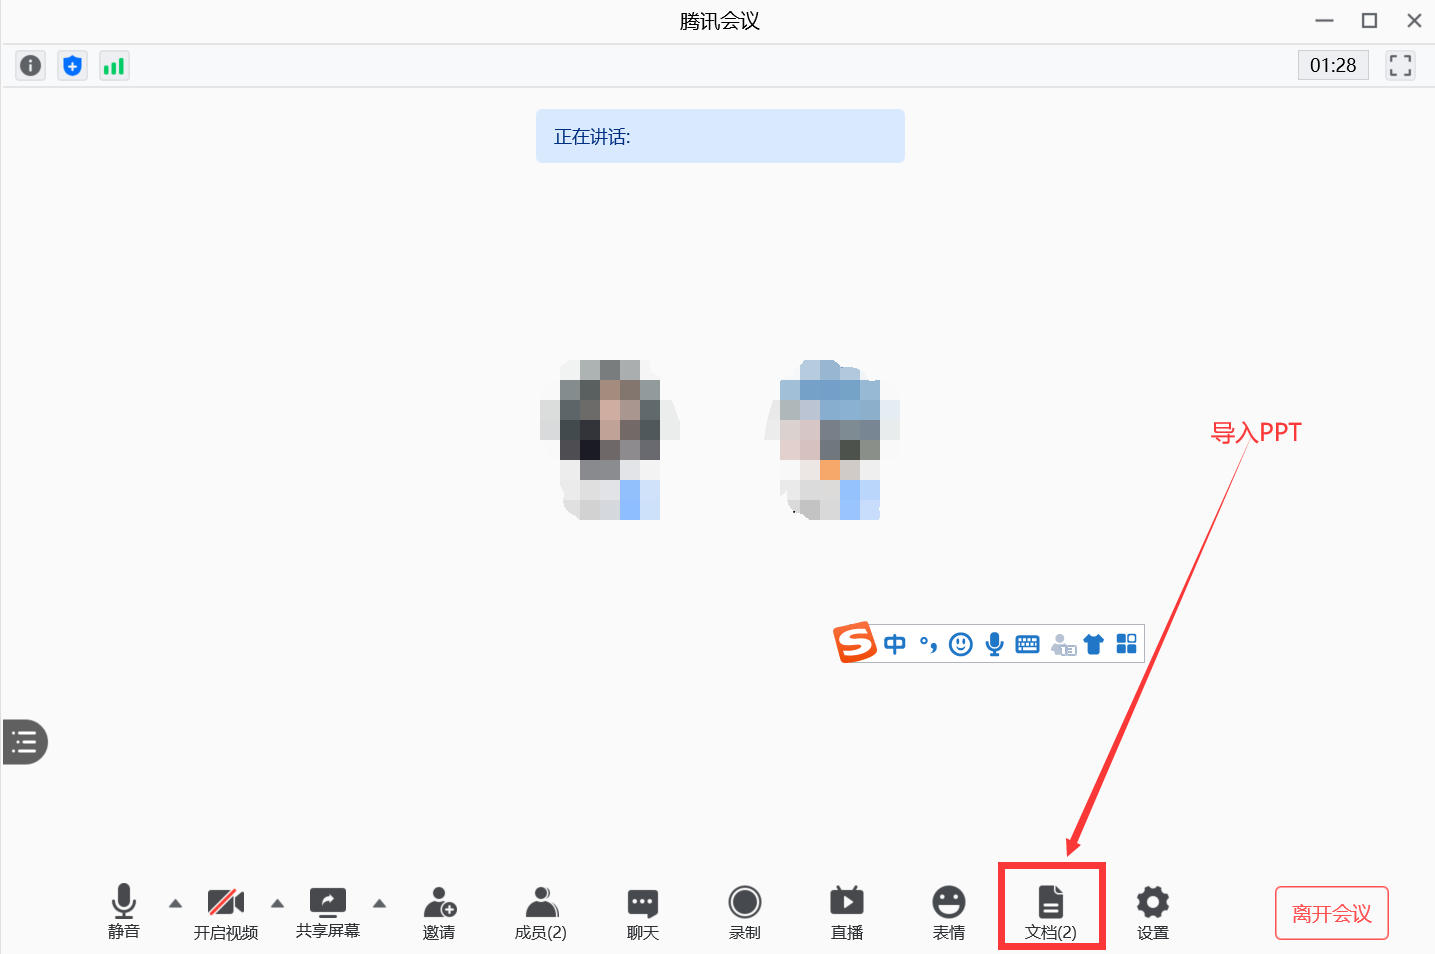 腾讯会议
01:28
正在讲话:
导入PPT
中
13
静音
开启视频
共享屏幕
邀请
成员(2)
聊天
录制
直播
表情
文档(2)
设置
离开会议